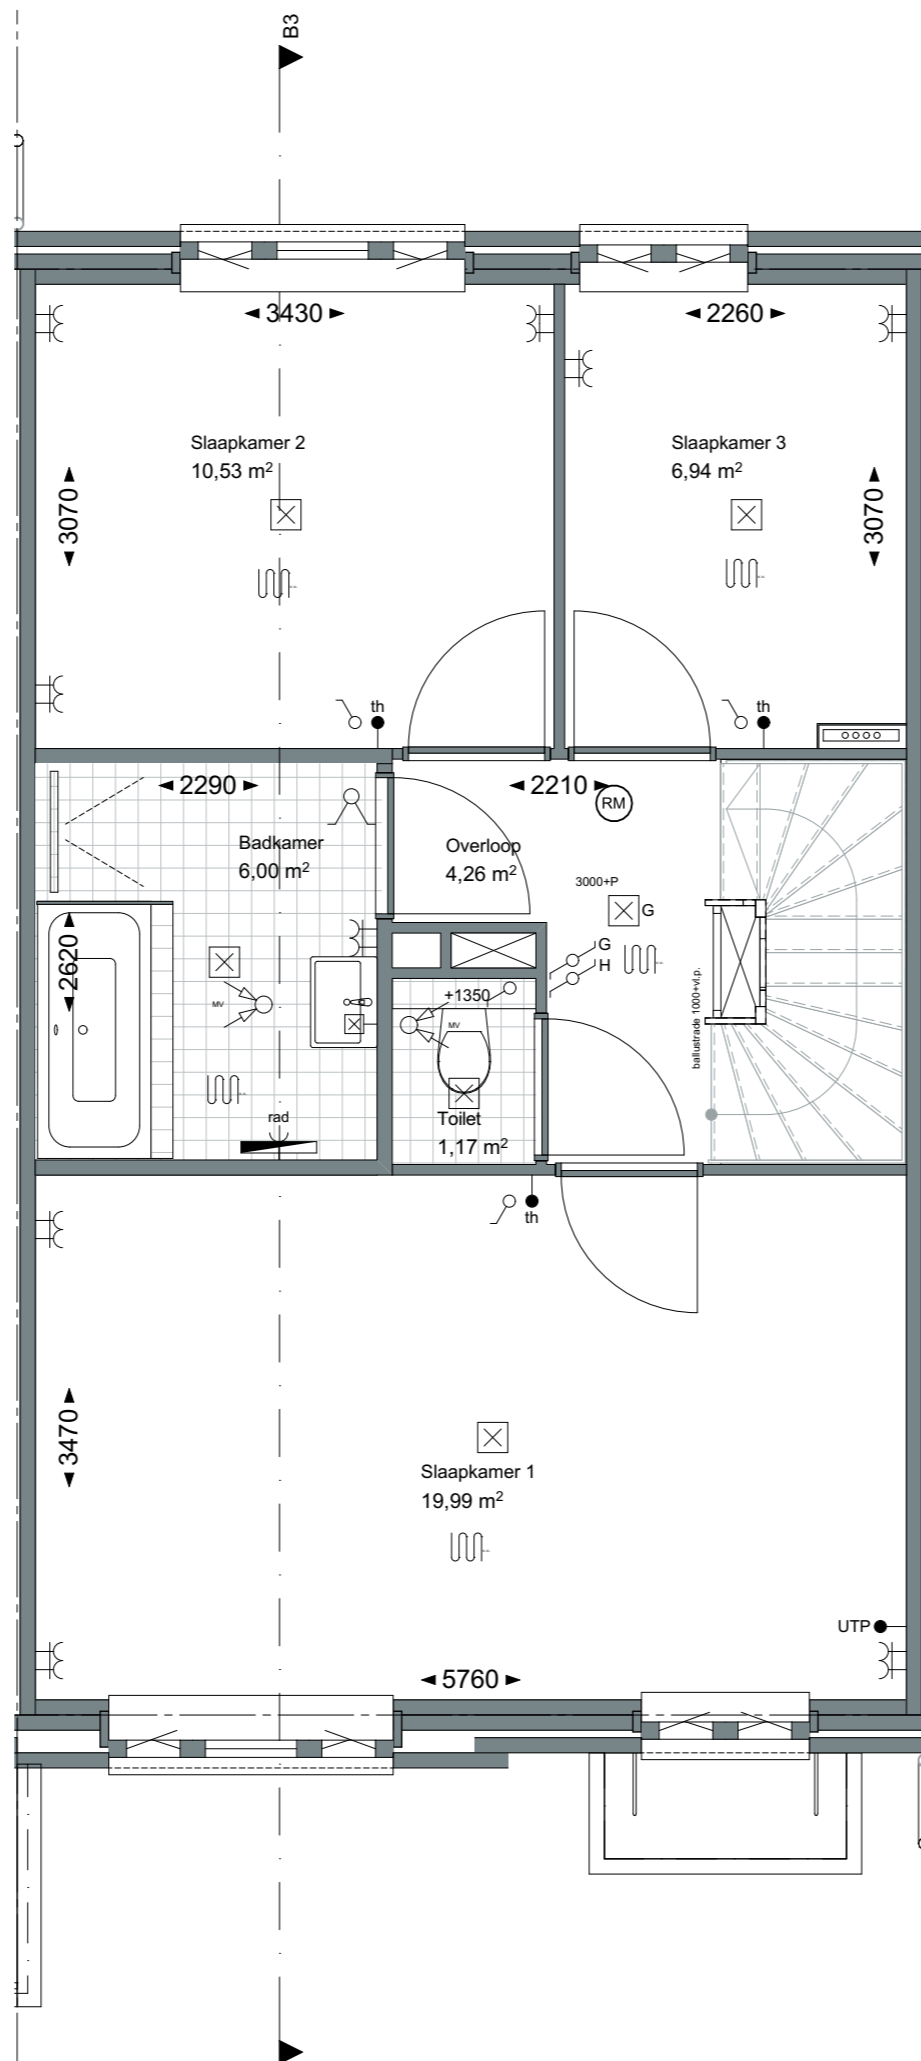 B3
3430
2260
Slaapkamer 2
10,53 m²
Slaapkamer 3
6,94 m²
3070
3070
th
th
2290
2210
RM
Badkamer
6,00 m²
Overloop
4,26 m²
3000+P
G
2620
G
H
+1350
MV
MV
ballustrade 1000+vl.p.
rad
Toilet
1,17 m²
th
3470
Slaapkamer 1
19,99 m²
UTP
5760